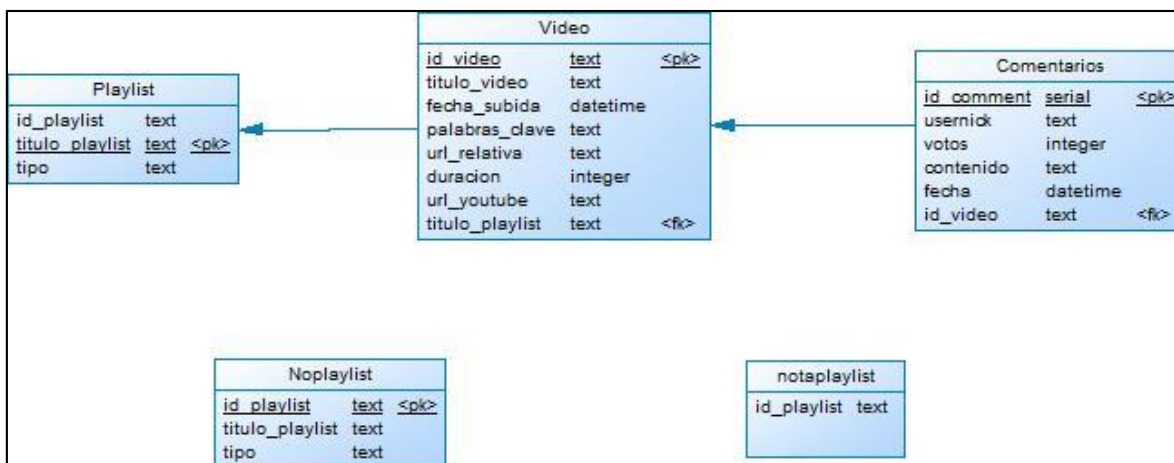 Playlist
id_playlist text
titulo_playlist text <pk>
tipo text
Video
id_video text <pk>
titulo_video text
fecha_subida datetime
palabras_clave text
url_relativa text
duracion integer
url_youtube text
titulo_playlist text <fk>
Comentarios
id_comment serial <pk>
usernick text
votos integer
contenido text
fecha datetime
id_video text <fk>
Noplaylist
id_playlist text <pk>
titulo_playlist text
tipo text
notaplaylist
id_playlist text